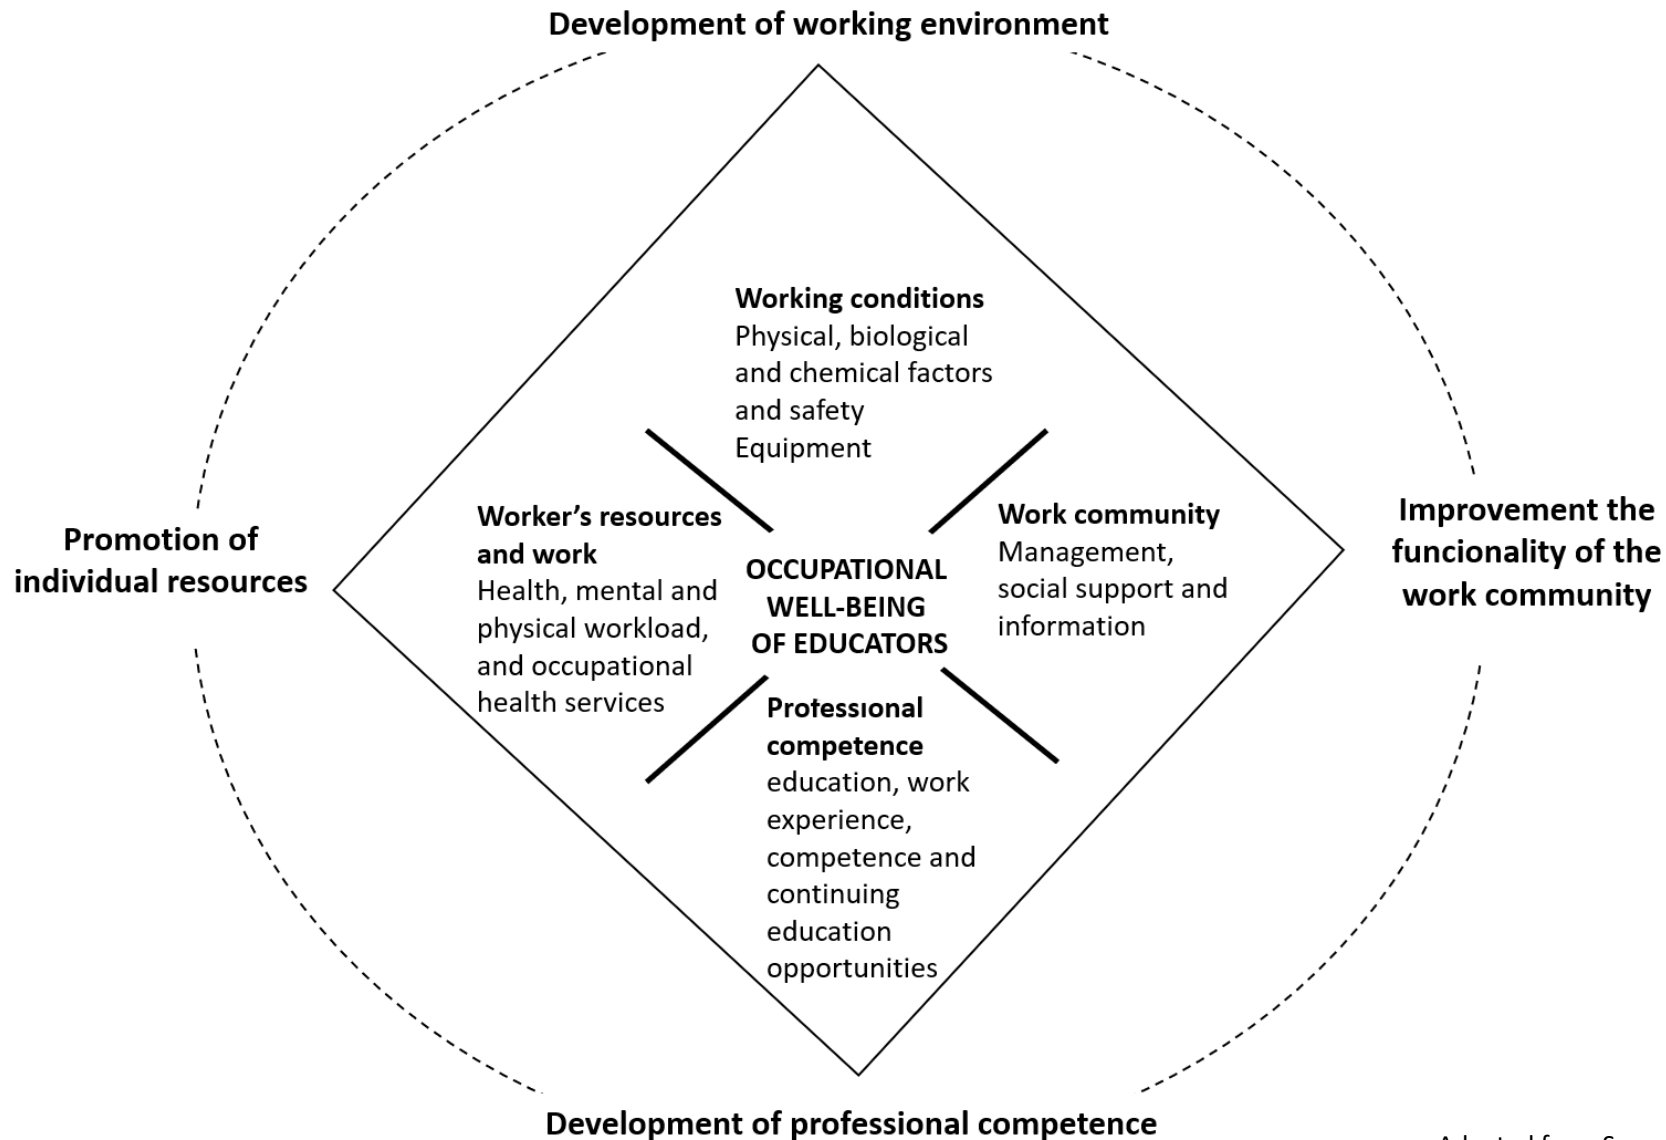 Development of working environment
Working conditions
Physical, biological
and chemical factors
and safety
Equipment
Promotion of
individual resources
Worker's resources
and work
Health, mental and
physical workload,
and occupational
health services
OCCUPATIONAL
WELL-BEING
OF EDUCATORS
Work community
Management,
social support and
information
Improvement the
funcionality of the
work community
Professional
competence
education, work
experience,
competence and
continuing
education
opportunities
Development of professional competence